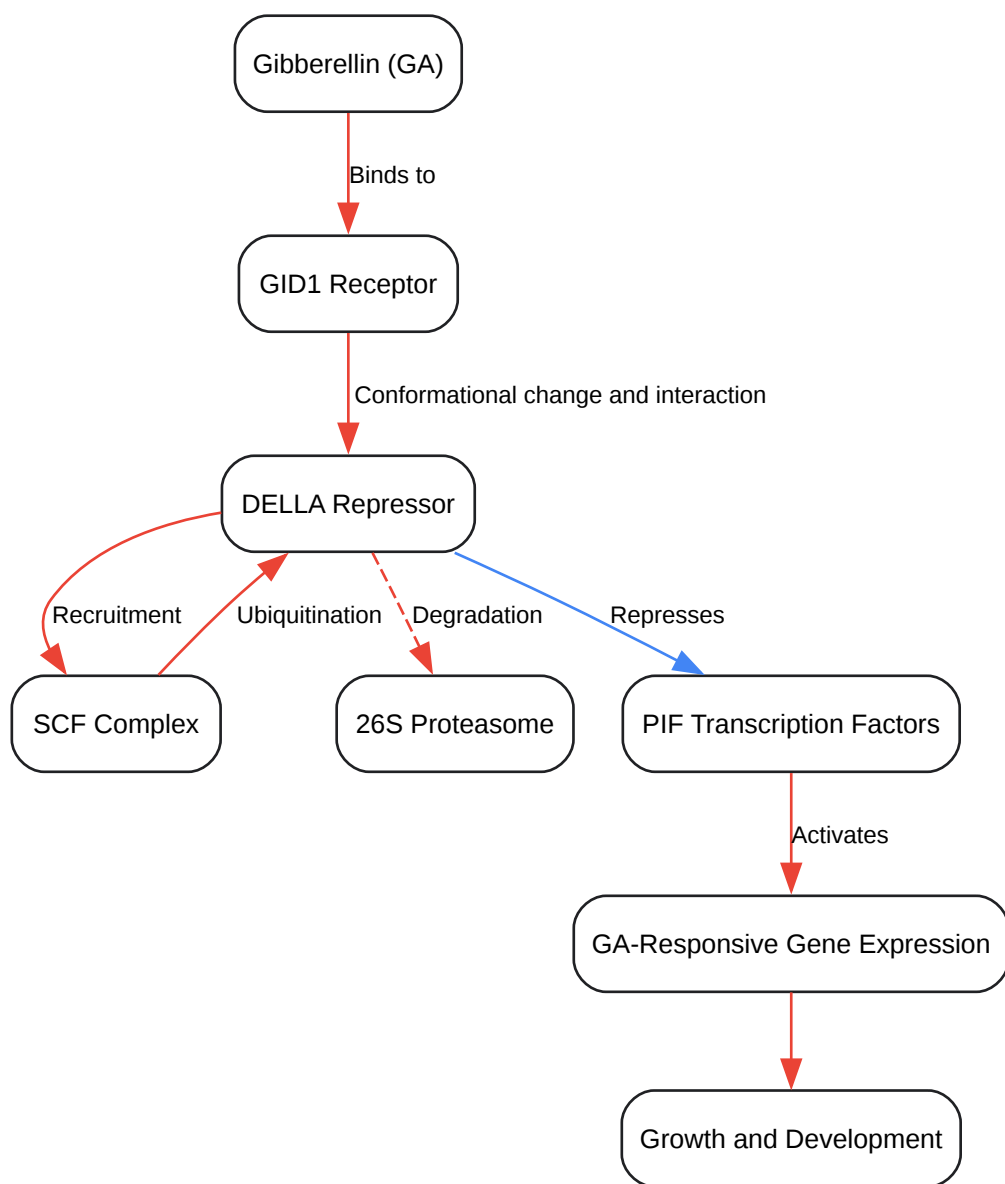 Gibberellin (GA)
Binds to
GID1 Receptor
Conformational change and interaction
DELLA Repressor
Recruitment
Ubiquitination
Degradation
Represses
SCF Complex
26S Proteasome
PIF Transcription Factors
Activates
GA-Responsive Gene Expression
Growth and Development